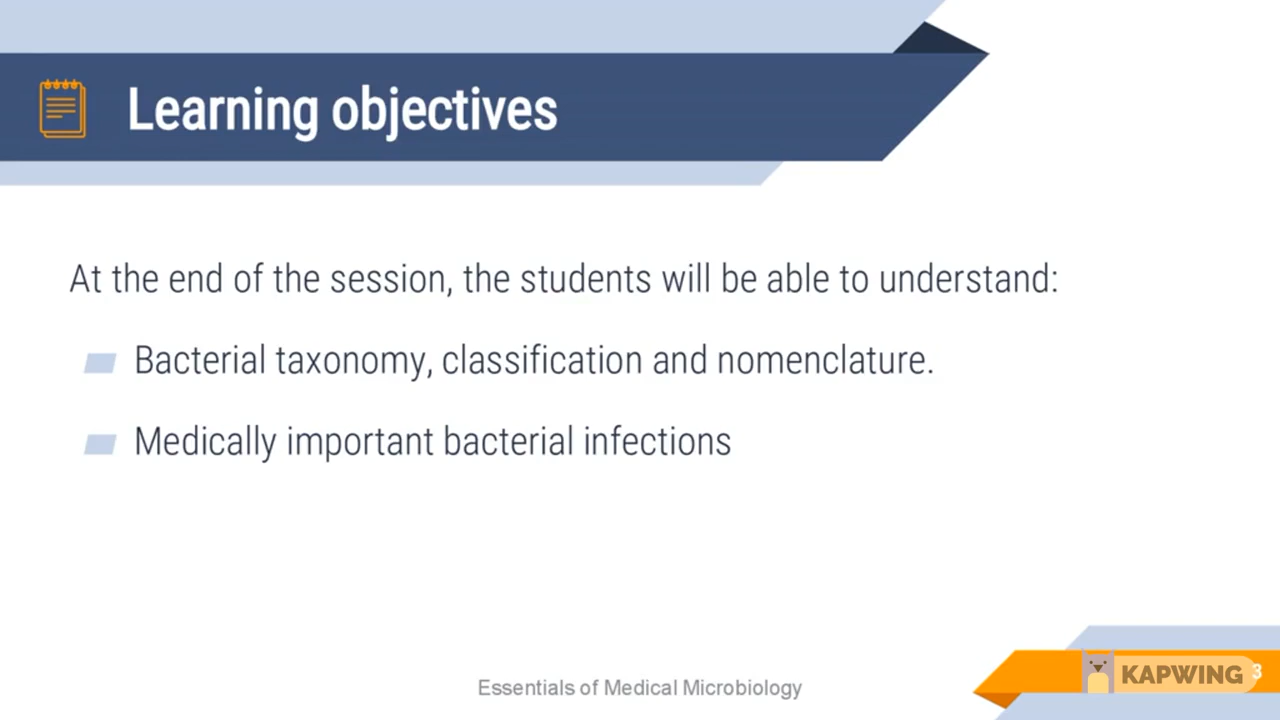 Learning objectives
At the end of the session, the students will be able to understand:
Bacterial taxonomy, classification and nomenclature.
Medically important bacterial infections
Essentials of Medical Microbiology
KAPWING
3